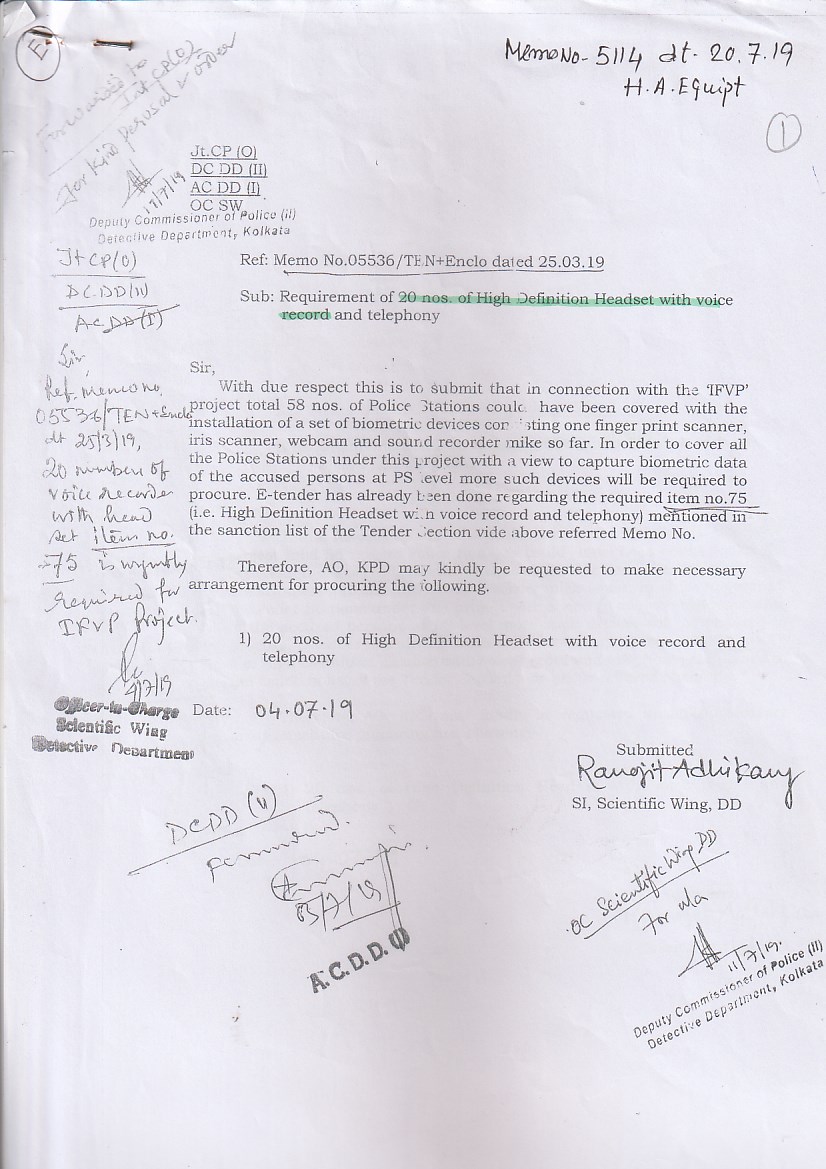 E
Memo No- 5114 dt. 20.7.19
H.A. Equipt
1
Forwarded to
Jt CP(O)
For kind perusal & order
17/7/19
Deputy Commissioner of Police (II)
Detective Department, Kolkata
Jt.CP (O)
DC DD (II)
AC DD (I)
OC SW
Ref: Memo No.05536/TEN+Enclo dated 25.03.19
Sub: Requirement of 20 nos. of High Definition Headset with voice
record and telephony
Jt CP(O)
DC.DD(II)
AC DD(I)
Sir,
Ref. memo no.
05536/TEN+Enclo
dt 25/3/19,
20 number of
voice recorder
with head
set item no.
-75 is urgently
required for
IFVP Project.
4/7/19
Officer-in-Charge
Scientific Wing
Detective Department
Sir,
With due respect this is to submit that in connection with the 'IFVP'
project total 58 nos. of Police Stations could have been covered with the
installation of a set of biometric devices consisting one finger print scanner,
iris scanner, webcam and sound recorder mike so far. In order to cover all
the Police Stations under this project with a view to capture biometric data
of the accused persons at PS level more such devices will be required to
procure. E-tender has already been done regarding the required item no.75
(i.e. High Definition Headset with voice record and telephony) mentioned in
the sanction list of the Tender Section vide above referred Memo No.
Therefore, AO, KPD may kindly be requested to make necessary
arrangement for procuring the following.
1) 20 nos. of High Definition Headset with voice record and
telephony
Date: 04.07.19
Submitted
Ranojit Adhikary
SI, Scientific Wing, DD
DCDD (II)
05/7/19
A.C.D.D.(I)
OC Scientific Wing DD
For n/a
11/7/19.
Deputy Commissioner of Police (II)
Detective Department, Kolkata